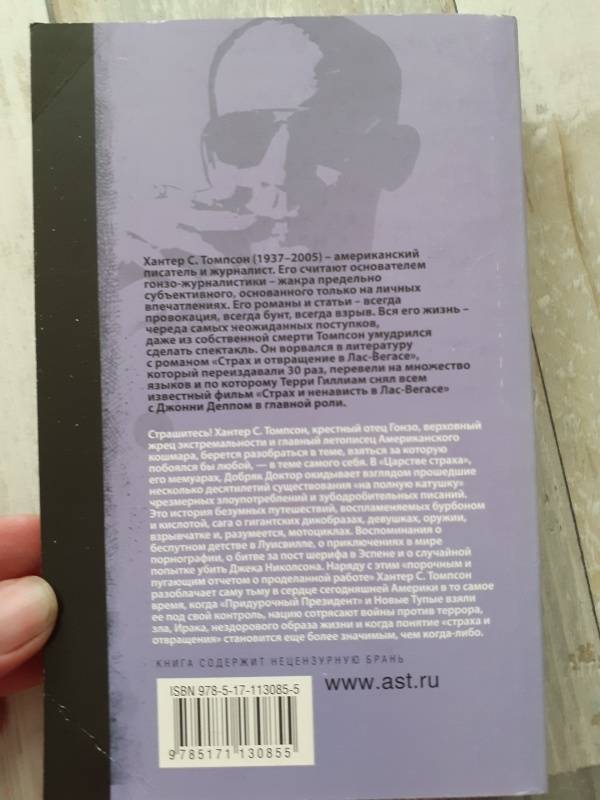 Хантер С. Томпсон (1937–2005) – американский
писатель и журналист. Его считают основателем
гонзо-журналистики – жанра предельно
субъективного, основанного только на личных
впечатлениях. Его романы и статьи – всегда
провокация, всегда бунт, всегда взрыв. Вся его жизнь –
череда самых неожиданных поступков,
даже из собственной смерти Томпсон умудрился
сделать спектакль. Он ворвался в литературу
с романом «Страх и отвращение в Лас-Вегасе»,
который переиздавали 30 раз, перевели на множество
языков и по которому Терри Гиллиам снял всем
известный фильм «Страх и ненависть в Лас-Вегасе»
с Джонни Деппом в главной роли.
Страшитесь! Хантер С. Томпсон, крестный отец Гонзо, верховный
жрец экстремальности и главный летописец Американского
кошмара, берется разобраться в теме, взяться за которую
побоялся бы любой, — в теме самого себя. В «Царстве страха»,
его мемуарах, Добряк Доктор окидывает взглядом прошедшие
несколько десятилетий существования «на полную катушку»
чрезмерных злоупотреблений и зубодробительных писаний.
Это история безумных путешествий, воспламеняемых бурбоном
и кислотой, сага о гигантских дикобразах, девушках, оружии,
взрывчатке и, разумеется, мотоциклах. Воспоминания о
беспутном детстве в Луисвилле, о приключениях в мире
порнографии, о битве за пост шерифа в Эспене и о случайной
попытке убить Джека Николсона. Наряду с этим «порочным и
пугающим отчетом о проделанной работе» Хантер С. Томпсон
разоблачает саму тьму в сердце сегодняшней Америки в то самое
время, когда «Придурочный Президент» и Новые Тупые взяли
ее под свой контроль, нацию сотрясают войны против террора,
зла, Ирака, нездорового образа жизни и когда понятие «страха и
отвращения» становится еще более значимым, чем когда-либо.
КНИГА СОДЕРЖИТ НЕЦЕНЗУРНУЮ БРАНЬ
ISBN 978-5-17-113085-5
www.ast.ru
9 785171 130855